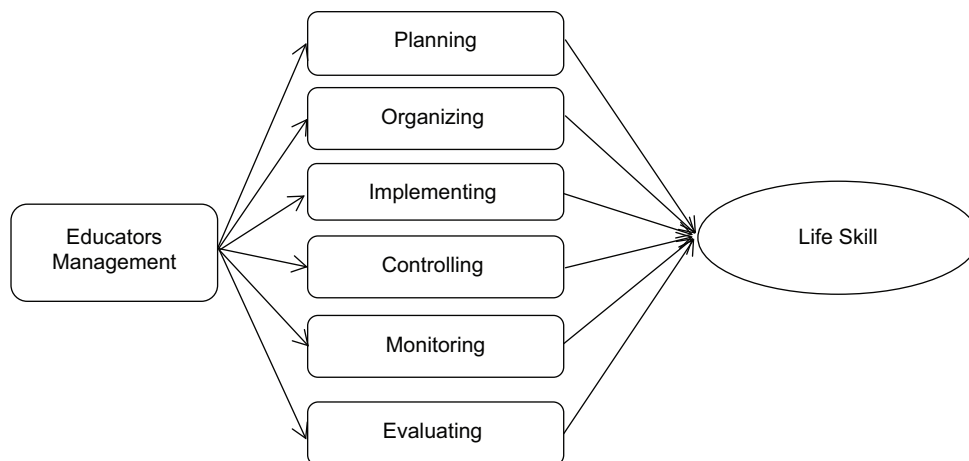 Planning
Organizing
Implementing
Educators
Management
Life Skill
Controlling
Monitoring
Evaluating